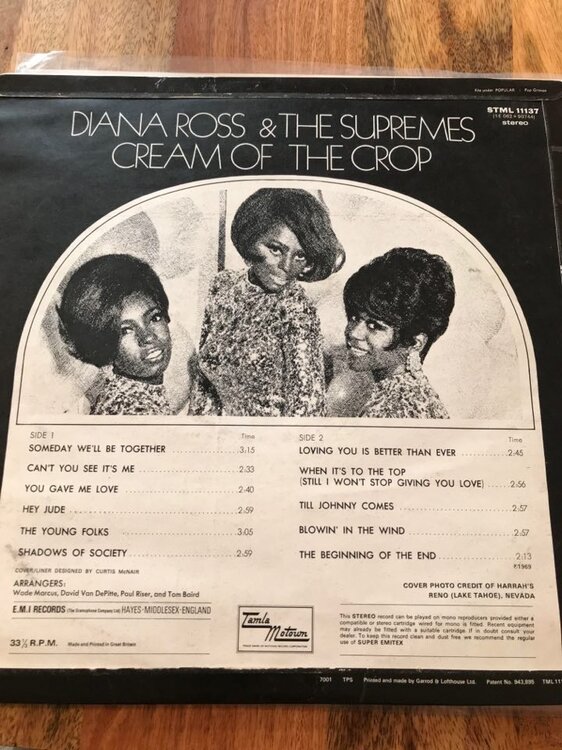 File under POPULAR : Pop Groups
STML 11137
stereo
DIANA ROSS & THE SUPREMES
CREAM OF THE CROP
SIDE 1 Time
SOMEDAY WE'LL BE TOGETHER 3:15
CAN'T YOU SEE IT'S ME 2:33
YOU GAVE ME LOVE 2:40
HEY JUDE 2:59
THE YOUNG FOLKS 3:05
SHADOWS OF SOCIETY 2:59
SIDE 2 Time
LOVING YOU IS BETTER THAN EVER 2:45
WHEN IT'S TO THE TOP
(STILL I WON'T STOP GIVING YOU LOVE) 2:56
TILL JOHNNY COMES 2:57
BLOWIN' IN THE WIND 2:57
THE BEGINNING OF THE END 2:13
℗1969
COVER/LINER DESIGNED BY CURTIS McNAIR
ARRANGERS:
Wade Marcus, David Van DePitte, Paul Riser, and Tom Baird
E.M.I RECORDS (The Gramophone Company Ltd.) HAYES·MIDDLESEX·ENGLAND
33⅓ R.P.M. Made and Printed in Great Britain
Tamla
Motown
TRADE MARK OF MOTOWN RECORD CORPORATION
COVER PHOTO CREDIT OF HARRAH'S
RENO (LAKE TAHOE), NEVADA
This STEREO record can be played on mono reproducers provided either a
compatible or stereo cartridge wired for mono is fitted. Recent equipment
may already be fitted with a suitable cartridge if in doubt consult your
dealer. To keep this record clean and dust free we recommend the regular
use of SUPER EMITEX
7001 TPS Printed and made by Garrod & Lofthouse Ltd. Patent No. 943,895 TML 11